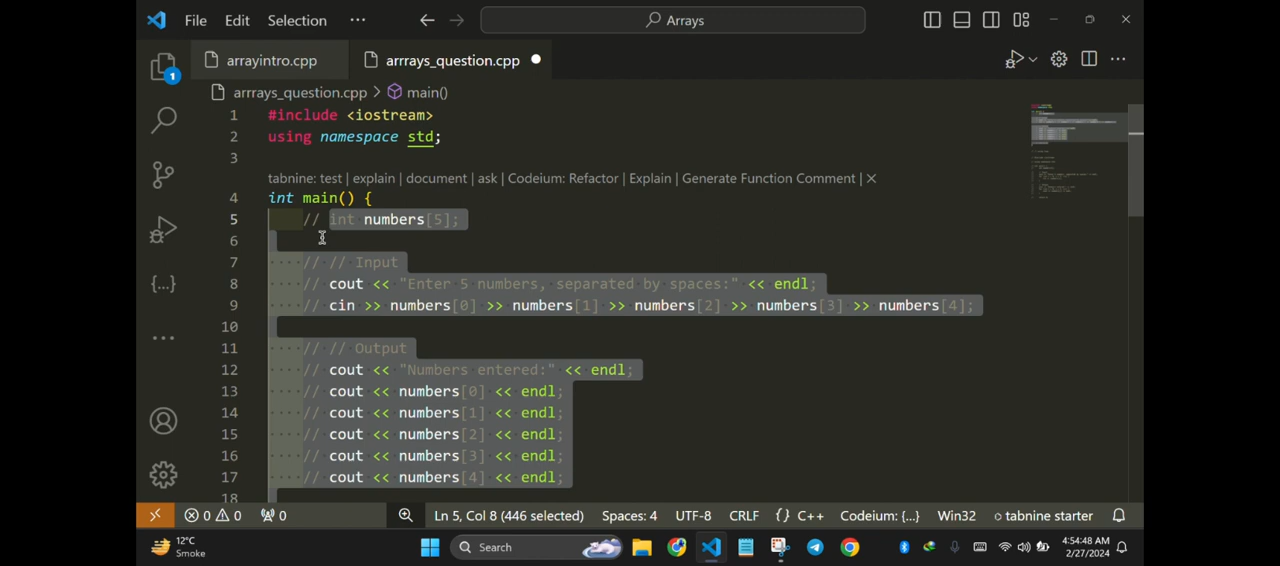 File Edit Selection ··· Arrays
1 arrayintro.cpp arrrays_question.cpp
arrrays_question.cpp > main()
1 #include <iostream>
2 using namespace std;
3
tabnine: test | explain | document | ask | Codeium: Refactor | Explain | Generate Function Comment | X
4 int main() {
5 // int numbers[5];
6
7 // // Input
8 // cout << "Enter 5 numbers, separated by spaces:" << endl;
9 // cin >> numbers[0] >> numbers[1] >> numbers[2] >> numbers[3] >> numbers[4];
10
11 // // Output
12 // cout << "Numbers entered:" << endl;
13 // cout << numbers[0] << endl;
14 // cout << numbers[1] << endl;
15 // cout << numbers[2] << endl;
16 // cout << numbers[3] << endl;
17 // cout << numbers[4] << endl;
18
0 0 0 Ln 5, Col 8 (446 selected) Spaces: 4 UTF-8 CRLF {} C++ Codeium: {...} Win32 tabnine starter
12°C Smoke Search 4:54:48 AM
2/27/2024